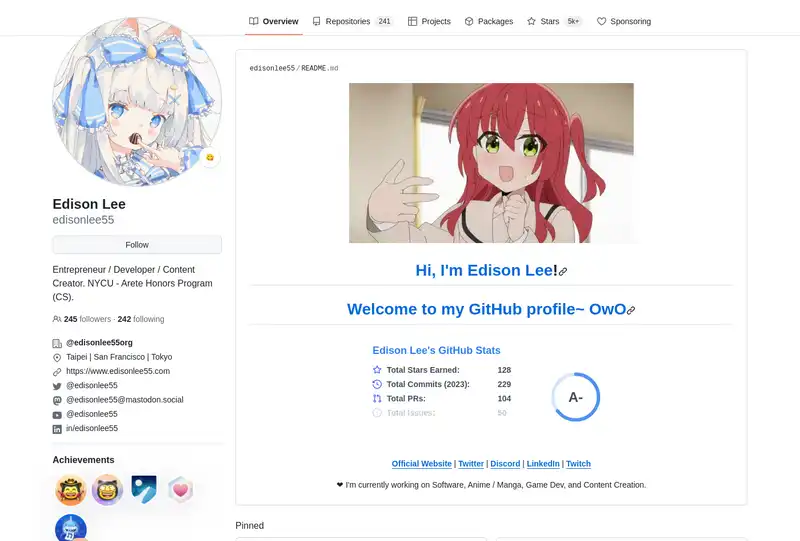 Overview
Repositories 241
Projects
Packages
Stars 5k+
Sponsoring
Edison Lee
edisonlee55
Follow
Entrepreneur / Developer / Content
Creator. NYCU - Arete Honors Program
(CS).
245 followers · 242 following
@edisonlee55org
Taipei | San Francisco | Tokyo
https://www.edisonlee55.com
@edisonlee55
@edisonlee55@mastodon.social
@edisonlee55
in/edisonlee55
Achievements
edisonlee55/README.md
Hi, I'm Edison Lee!
Welcome to my GitHub profile~ OwO
Edison Lee's GitHub Stats
Total Stars Earned: 128
Total Commits (2023): 229
Total PRs: 104
Total Issues: 50
A-
Official Website | Twitter | Discord | LinkedIn | Twitch
❤ I'm currently working on Software, Anime / Manga, Game Dev, and Content Creation.
Pinned